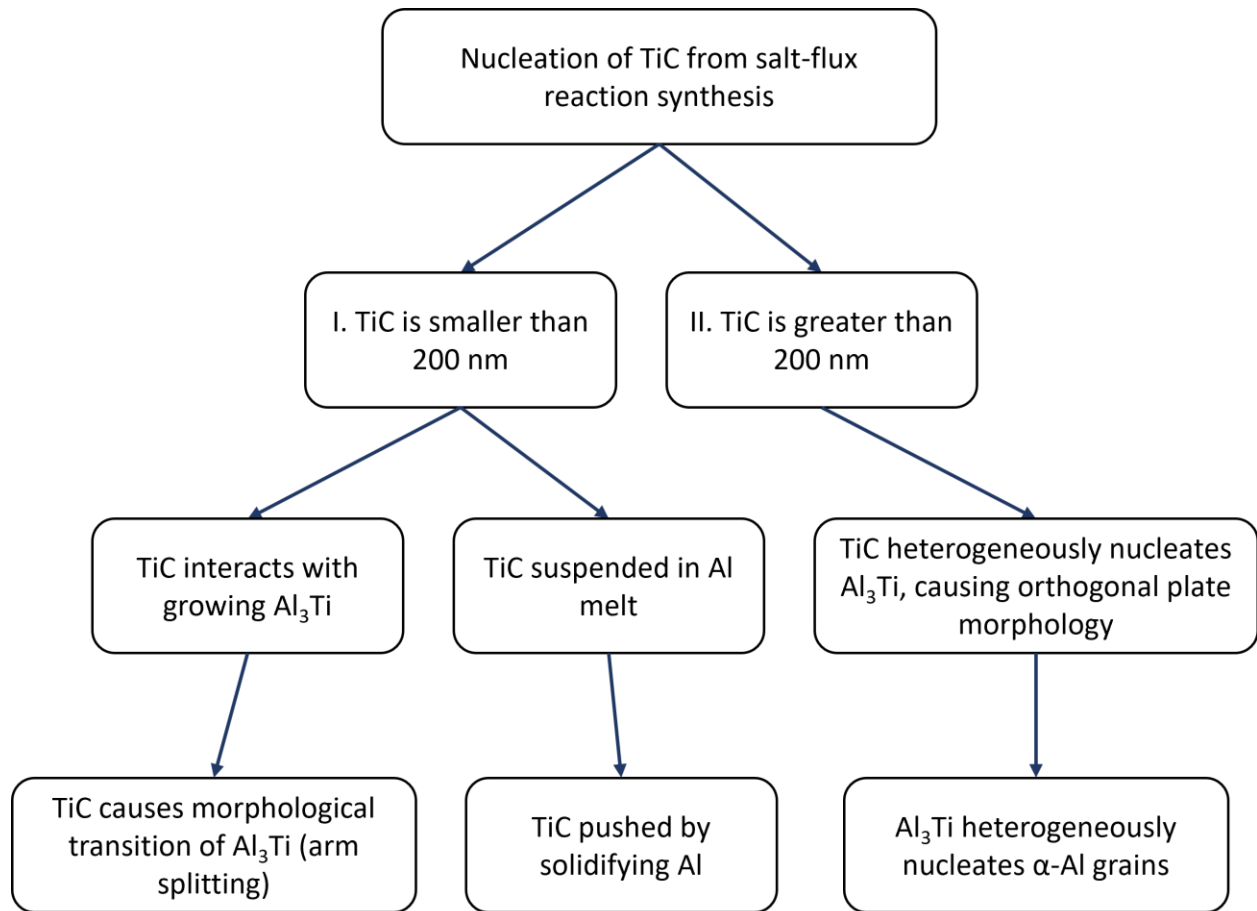 Nucleation of TiC from salt-flux
reaction synthesis
I. TiC is smaller than
200 nm
II. TiC is greater than
200 nm
TiC interacts with
growing Al₃Ti
TiC suspended in Al
melt
TiC heterogeneously nucleates
Al₃Ti, causing orthogonal plate
morphology
TiC causes morphological
transition of Al₃Ti (arm
splitting)
TiC pushed by
solidifying Al
Al₃Ti heterogeneously
nucleates α-Al grains